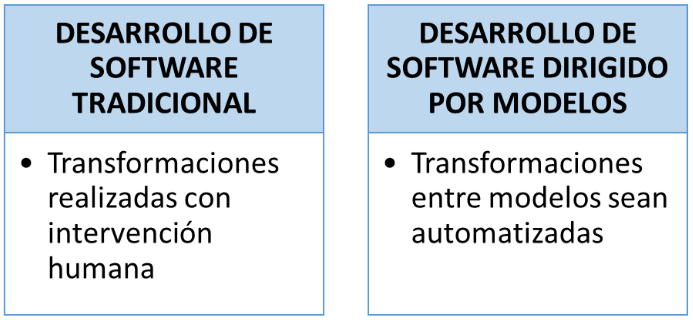 DESARROLLO DE
SOFTWARE
TRADICIONAL
• Transformaciones
realizadas con
intervención
humana
DESARROLLO DE
SOFTWARE DIRIGIDO
POR MODELOS
• Transformaciones
entre modelos sean
automatizadas